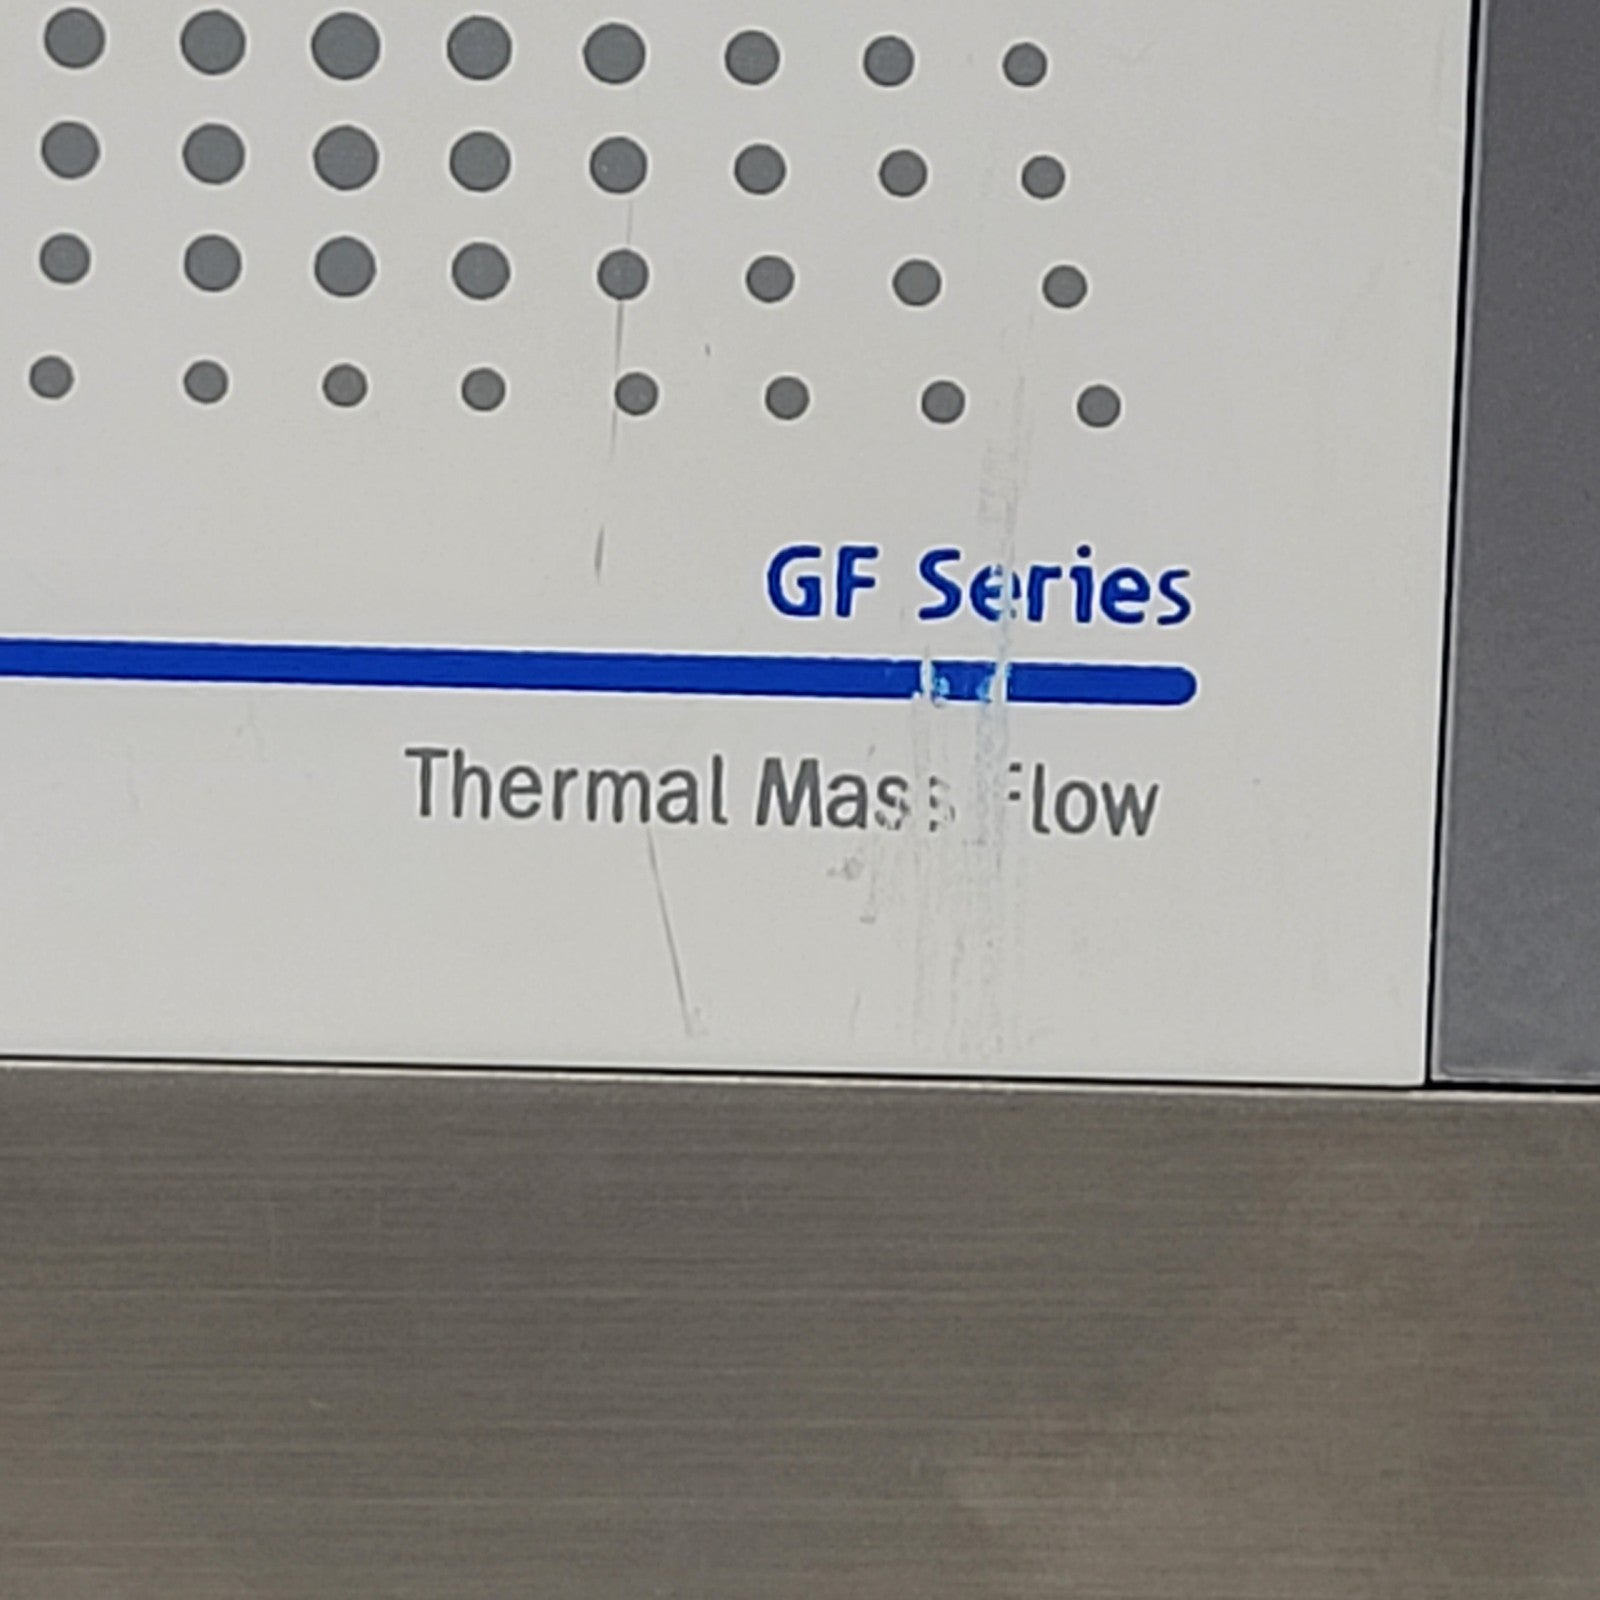 GF Series
Thermal Mass Flow